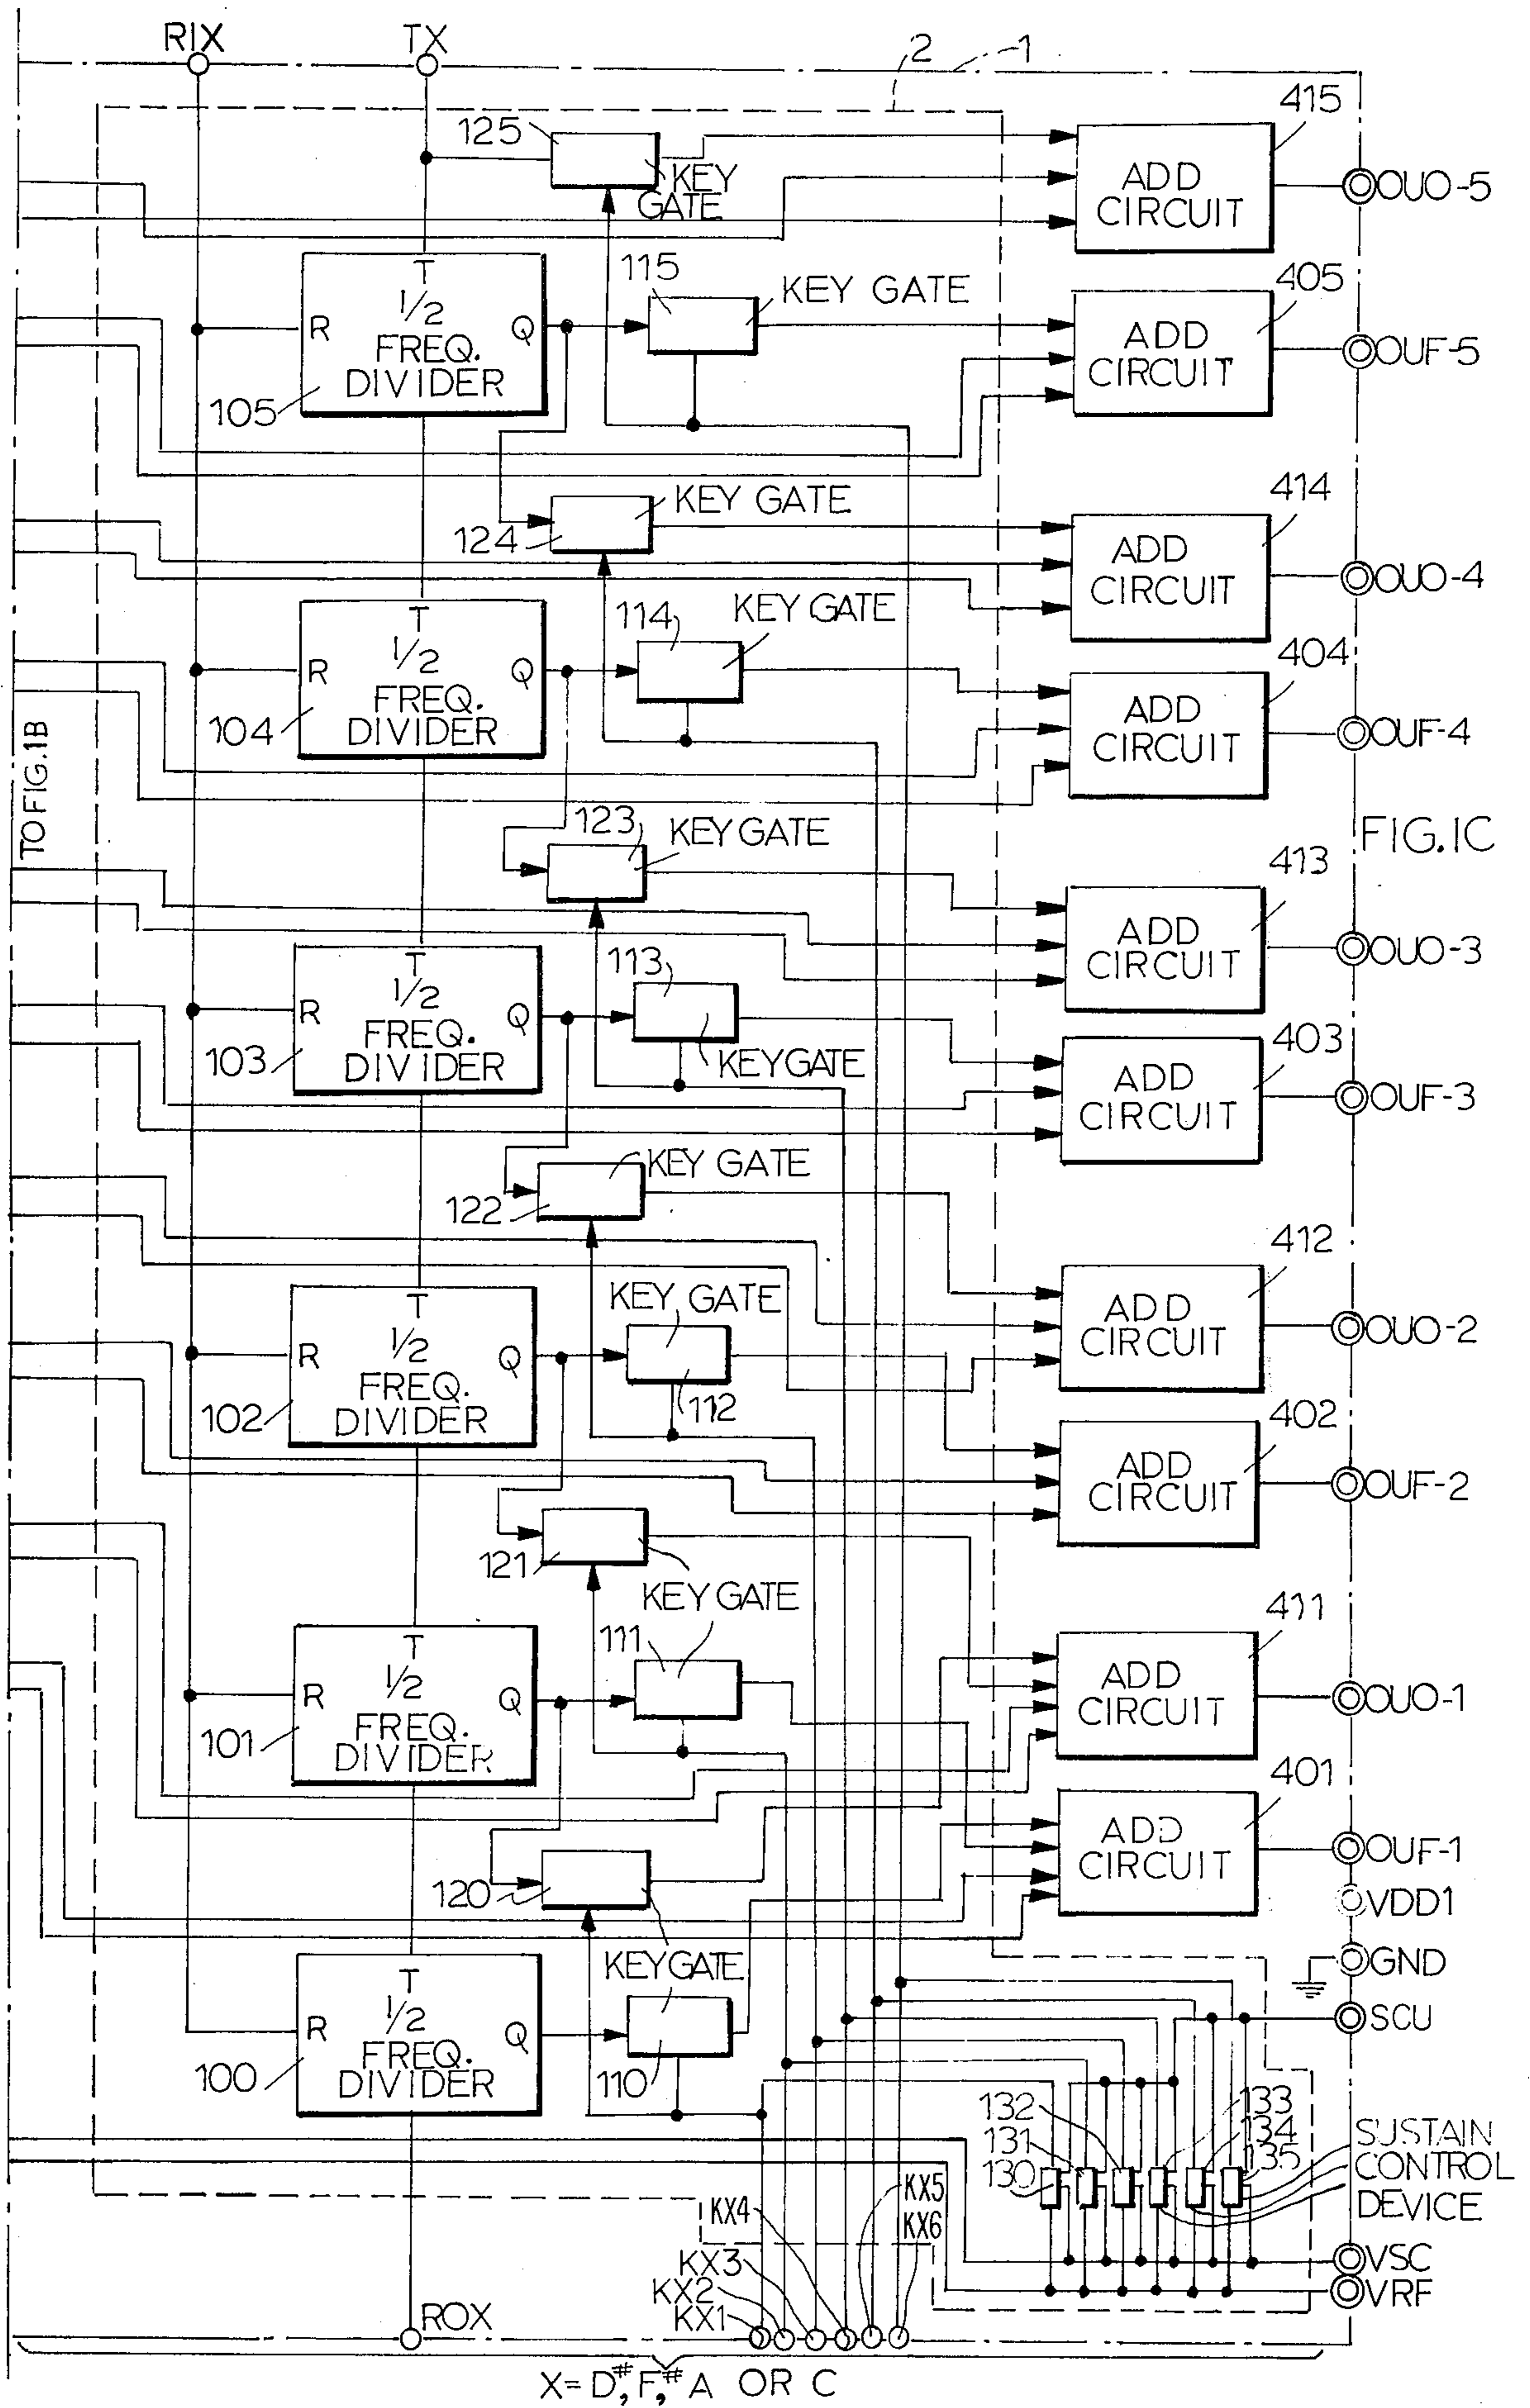 RIX
TX
2
1
125
KEY
GATE
ADD
CIRCUIT
415
OUO-5
T
1/2
FREQ.
DIVIDER
R
Q
105
115
KEY GATE
ADD
CIRCUIT
405
OUF-5
KEY GATE
124
ADD
CIRCUIT
414
OUO-4
T
1/2
FREQ.
DIVIDER
R
Q
104
114
KEY GATE
ADD
CIRCUIT
404
OUF-4
TO FIG.1B
123
KEY GATE
FIG.1C
ADD
CIRCUIT
413
OUO-3
T
1/2
FREQ.
DIVIDER
R
Q
103
113
KEY GATE
ADD
CIRCUIT
403
OUF-3
KEY GATE
122
ADD
CIRCUIT
412
OUO-2
T
1/2
FREQ.
DIVIDER
R
Q
102
KEY GATE
112
ADD
CIRCUIT
402
OUF-2
121
KEY GATE
ADD
CIRCUIT
411
OUO-1
T
1/2
FREQ.
DIVIDER
R
Q
101
111
ADD
CIRCUIT
401
OUF-1
VDD1
120
KEY GATE
GND
SCU
T
1/2
FREQ.
DIVIDER
R
Q
100
110
132
131
130
133
134
135
SUSTAIN
CONTROL
DEVICE
KX5
KX4
KX6
KX3
KX2
KX1
VSC
VRF
ROX
X=D#, F,# A OR C